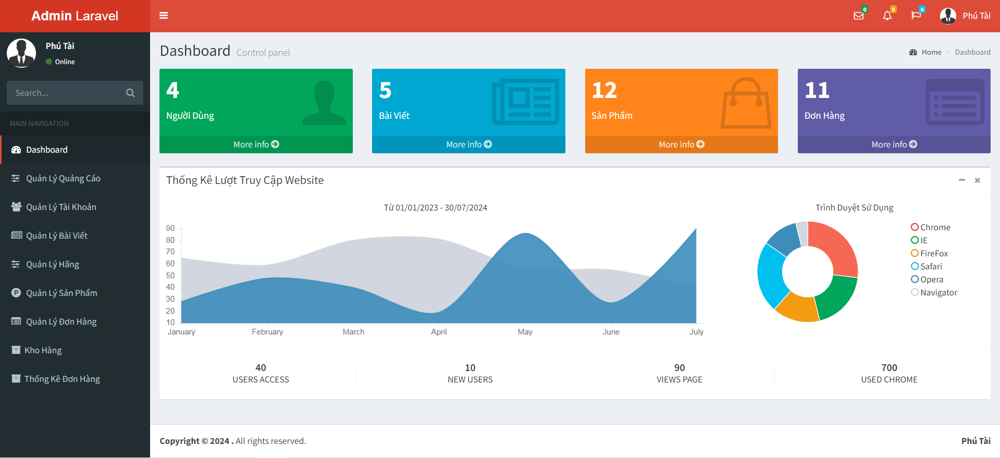 Admin Laravel
0
0
0
Phú Tài
Phú Tài
Online
Search...
MAIN NAVIGATION
Dashboard
Quản Lý Quảng Cáo
Quản Lý Tài Khoản
Quản Lý Bài Viết
Quản Lý Hãng
Quản Lý Sản Phẩm
Quản Lý Đơn Hàng
Kho Hàng
Thống Kê Đơn Hàng
Dashboard Control panel
Home > Dashboard
4
Người Dùng
More info
5
Bài Viết
More info
12
Sản Phẩm
More info
11
Đơn Hàng
More info
Thống Kê Lượt Truy Cập Website
Từ 01/01/2023 - 30/07/2024
90
80
70
60
50
40
30
20
10
January February March April May June July
Trình Duyệt Sử Dụng
Chrome
IE
FireFox
Safari
Opera
Navigator
40
USERS ACCESS
10
NEW USERS
90
VIEWS PAGE
700
USED CHROME
Copyright © 2024 . All rights reserved.
Phú Tài